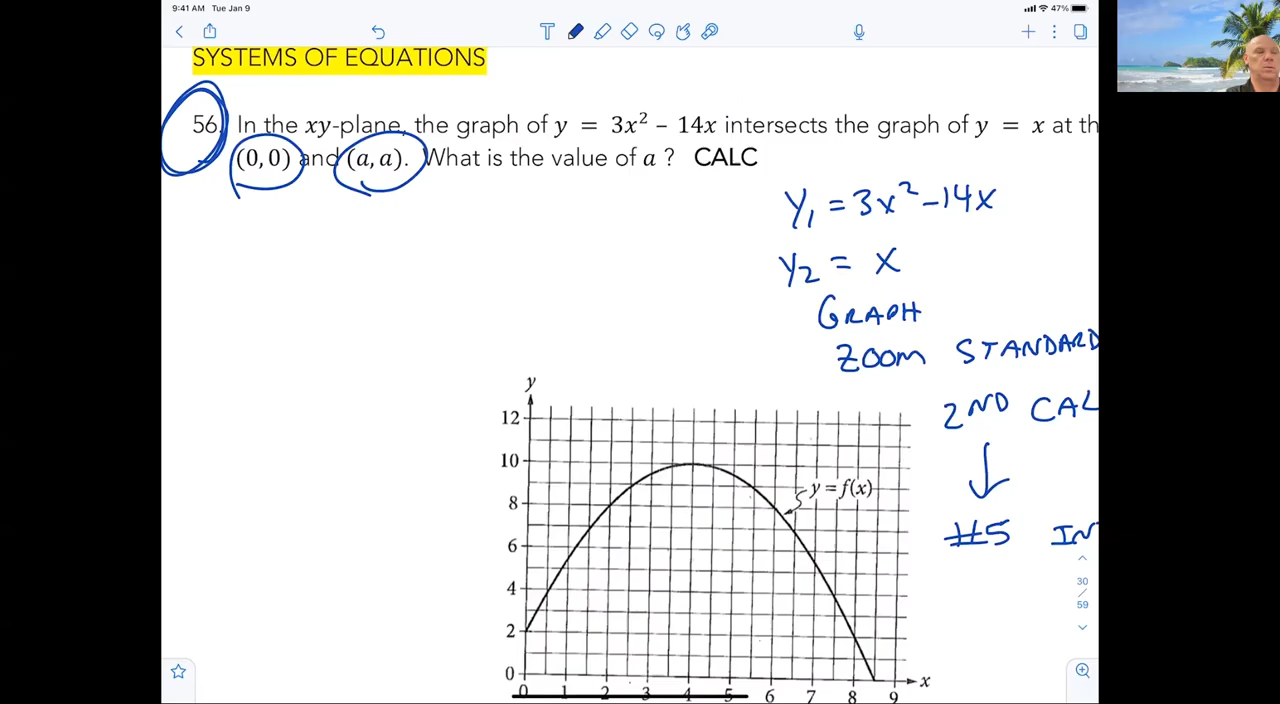 9:41 AM Tue Jan 9
47%
SYSTEMS OF EQUATIONS
56. In the xy-plane, the graph of y = 3x² – 14x intersects the graph of y = x at th
(0, 0) and (a, a). What is the value of a ? CALC
Y₁ = 3x² – 14x
Y₂ = x
GRAPH
ZOOM STANDARD
2ND CAL
#5 IN
y
12
10
8
6
4
2
0
y = f(x)
x
0 1 2 3 4 5 6 7 8 9
30
/
59